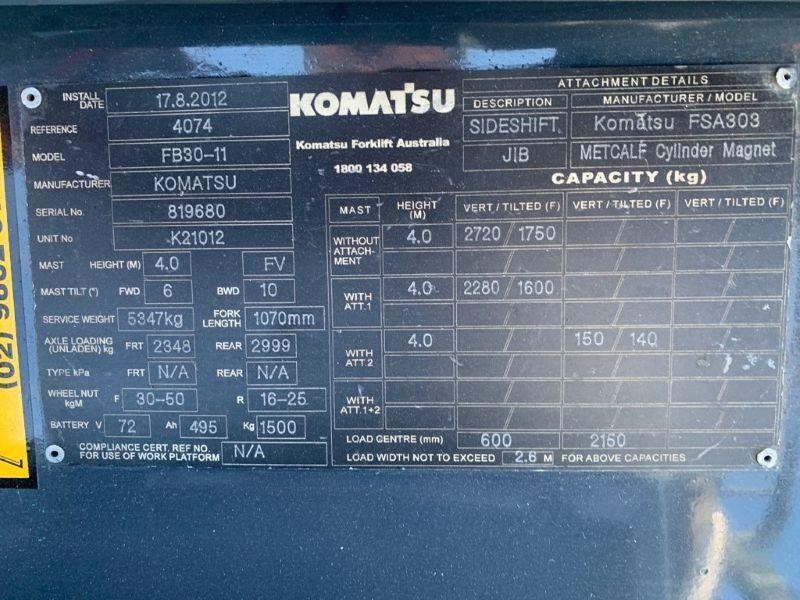 INSTALL DATE 17.8.2012
REFERENCE 4074
MODEL FB30-11
MANUFACTURER KOMATSU
SERIAL No. 819680
UNIT No K21012
MAST HEIGHT (M) 4.0 FV
MAST TILT (°) FWD 6 BWD 10
SERVICE WEIGHT 5347kg FORK LENGTH 1070mm
AXLE LOADING (UNLADEN) kg FRT 2348 REAR 2999
TYPE kPa FRT N/A REAR N/A
WHEEL NUT kgM F 30-50 R 16-25
BATTERY V 72 Ah 495 Kg 1500
COMPLIANCE CERT. REF NO. FOR USE OF WORK PLATFORM N/A
KOMATSU
Komatsu Forklift Australia
1800 134 058
ATTACHMENT DETAILS
DESCRIPTION MANUFACTURER / MODEL
SIDESHIFT Komatsu FSA303
JIB METCALF Cylinder Magnet
CAPACITY (kg)
MAST HEIGHT (M) VERT / TILTED (F) VERT / TILTED (F) VERT / TILTED (F)
WITHOUT ATTACH-MENT 4.0 2720 / 1750 / /
/ / /
WITH ATT.1 4.0 2280 / 1600 / /
/ / /
WITH ATT.2 4.0 / 150 / 140 /
/ / /
WITH ATT.1+2 / / /
/ / /
LOAD CENTRE (mm) 600 2150
LOAD WIDTH NOT TO EXCEED 2.6 M FOR ABOVE CAPACITIES